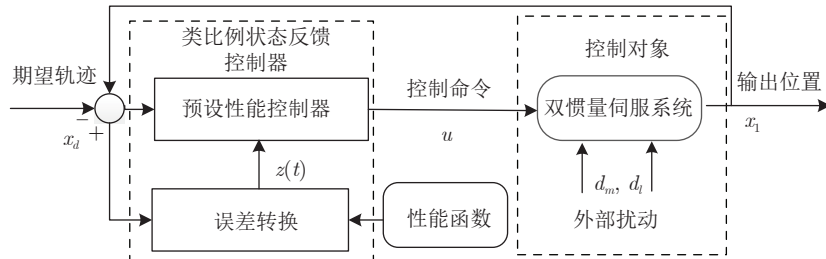 类比例状态反馈
控制器
控制对象
期望轨迹
预设性能控制器
控制命令
双惯量伺服系统
输出位置
− +
x_d
u
x_1
z(t)
d_m, d_l
误差转换
性能函数
外部扰动